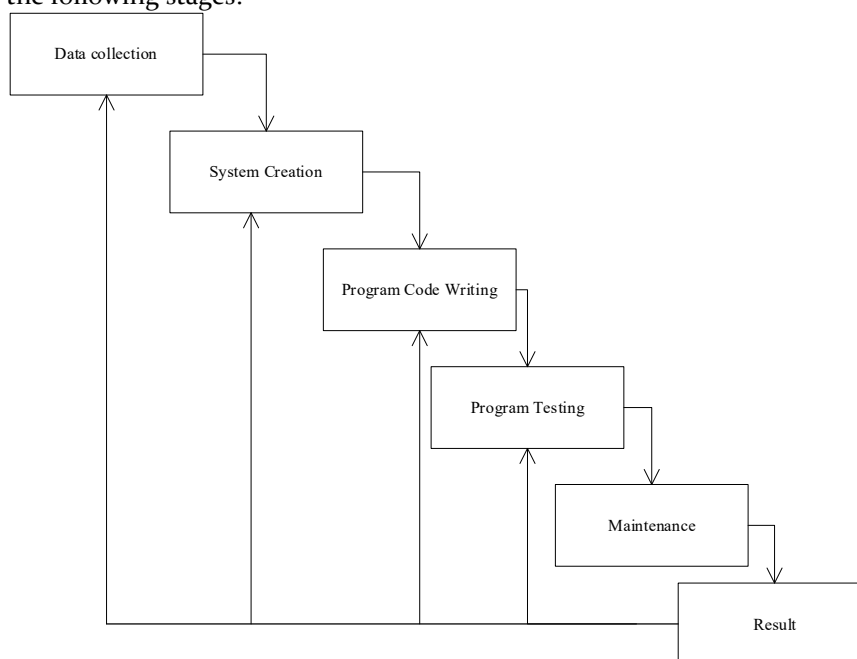 the following stages:
Data collection
System Creation
Program Code Writing
Program Testing
Maintenance
Result